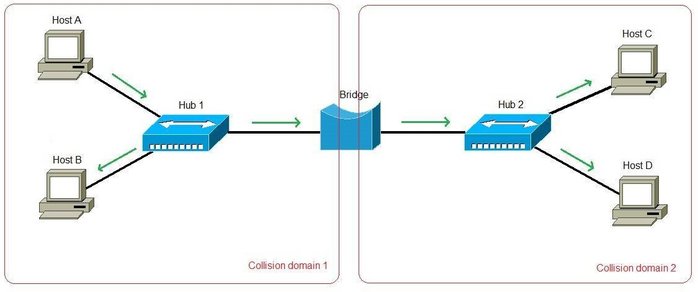 Host A
Host C
Bridge
Hub 1
Hub 2
Host B
Host D
Collision domain 1
Collision domain 2